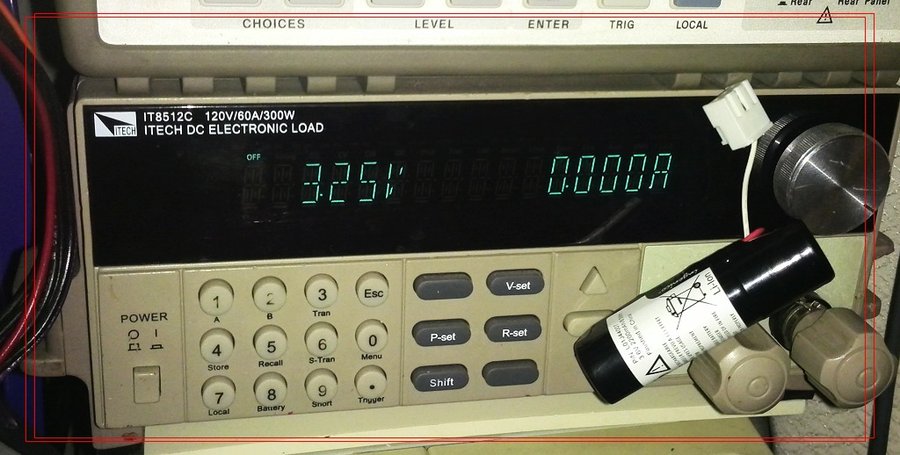 CHOICES LEVEL ENTER TRIG LOCAL
Rear Rear Panel
ITECH
IT8512C 120V/60A/300W
ITECH DC ELECTRONIC LOAD
OFF
3.251V 0.000A
POWER
1 2 3 Esc
A B Tran
4 5 6 0
Store Recall S-Tran Menu
7 8 9 •
Local Battery Short Trigger
V-set
P-set R-set
Shift
Li-Ion
ingenico